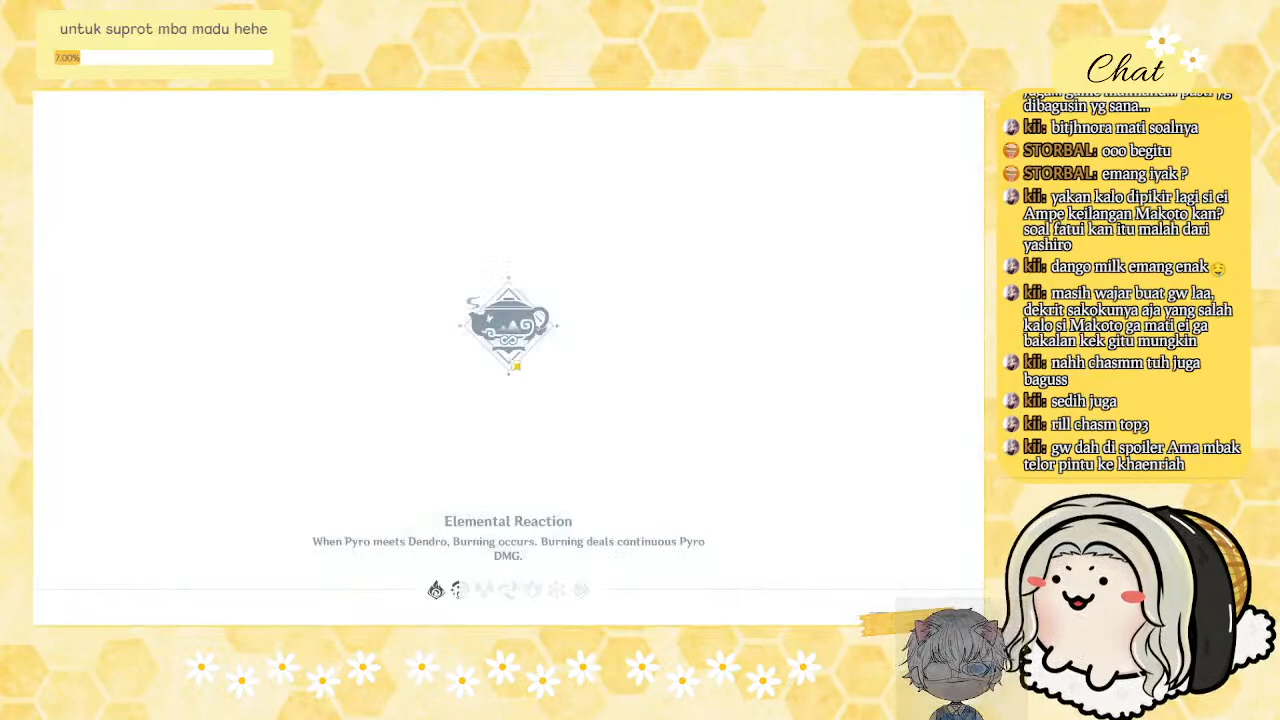 untuk suprot mba madu hehe
7.00%
Chat
dibagusin yg sana...
kii: bitjhnora mati soalnya
STORBAL: ooo begitu
STORBAL: emang iyak ?
kii: yakan kalo dipikir lagi si ei
Ampe keilangan Makoto kan?
soal fatui kan itu malah dari
yashiro
kii: dango milk emang enak🤤
kii: masih wajar buat gw laa,
dekrit sakokunya aja yang salah
kalo si Makoto ga mati ei ga
bakalan kek gitu mungkin
kii: nahh chasmm tuh juga
baguss
kii: sedih juga
kii: rill chasm top3
kii: gw dah di spoiler Ama mbak
telor pintu ke khaenriah
Elemental Reaction
When Pyro meets Dendro, Burning occurs. Burning deals continuous Pyro
DMG.